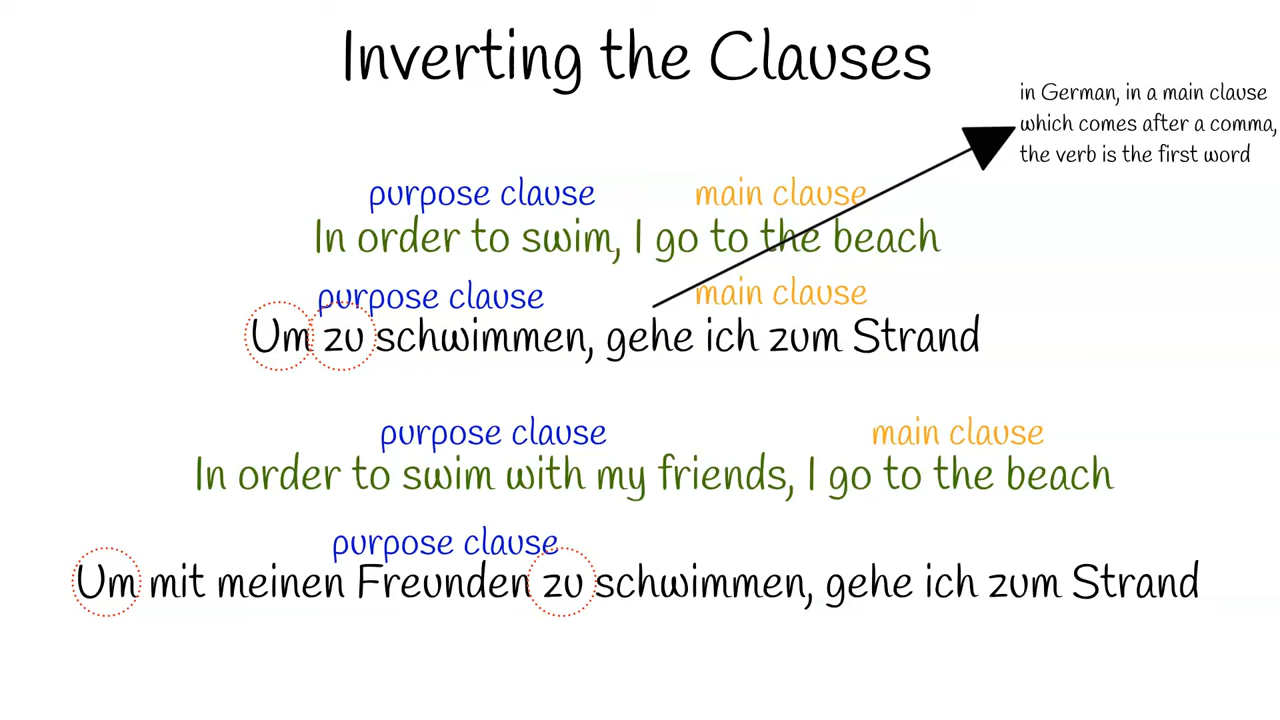 Inverting the Clauses
in German, in a main clause
which comes after a comma,
the verb is the first word
purpose clause main clause
In order to swim, I go to the beach
purpose clause main clause
Um zu schwimmen, gehe ich zum Strand
purpose clause main clause
In order to swim with my friends, I go to the beach
purpose clause
Um mit meinen Freunden zu schwimmen, gehe ich zum Strand